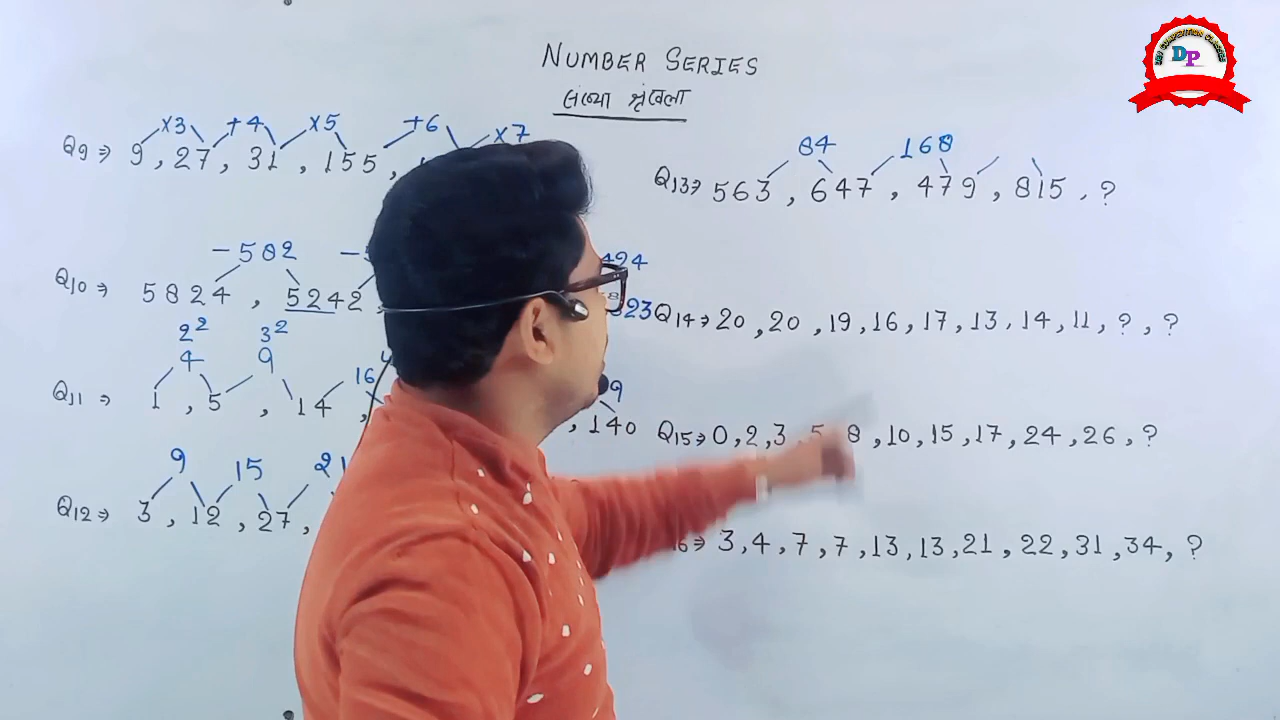 NUMBER SERIES
संख्या श्रृंखला
×3 +4 ×5 +6 ×7
Q9⇒ 9, 27, 31, 155,
-582
Q10⇒ 5824, 5242
2² 3²
4 9 16
Q11⇒ 1, 5, 14, , 140
9 15 21
Q12⇒ 3, 12, 27,
84 168
Q13⇒ 563, 647, 479, 815, ?
Q14⇒ 20, 20, 19, 16, 17, 13, 14, 11, ?, ?
Q15⇒ 0, 2, 3, 5, 8, 10, 15, 17, 24, 26, ?
3, 4, 7, 7, 13, 13, 21, 22, 31, 34, ?
DP